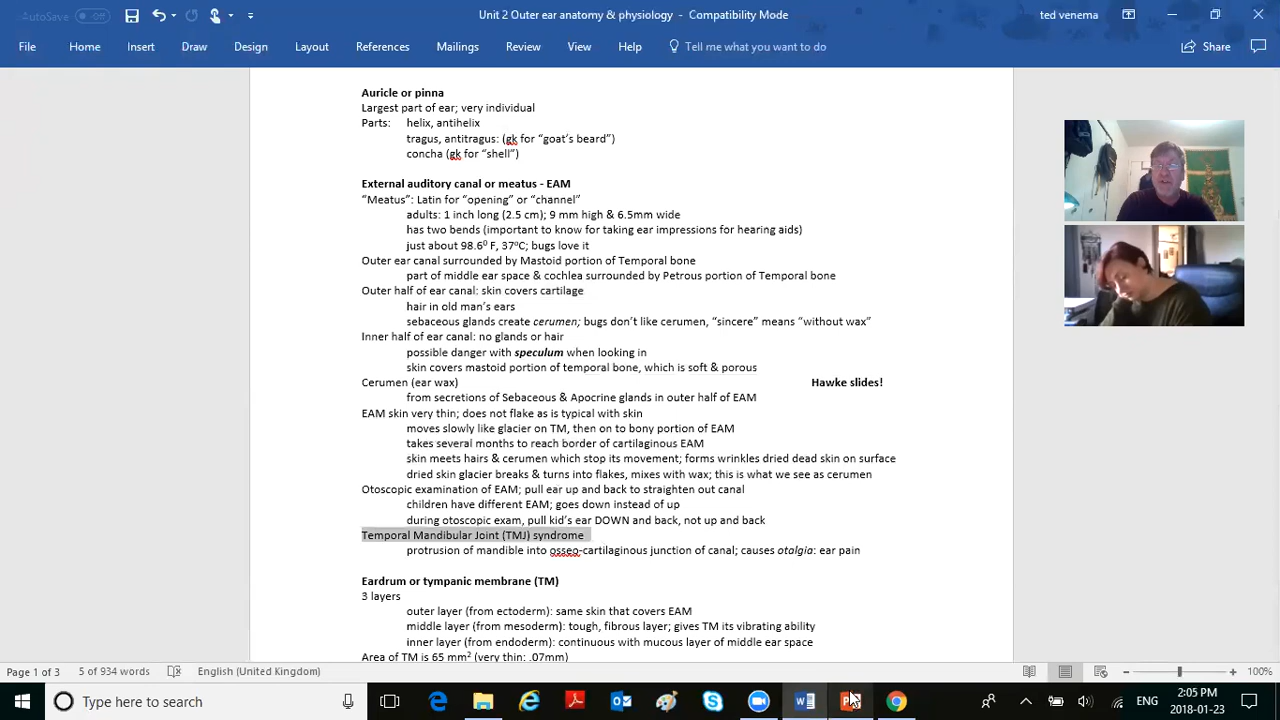 AutoSave Off
Unit 2 Outer ear anatomy & physiology - Compatibility Mode
ted venema
File Home Insert Draw Design Layout References Mailings Review View Help Tell me what you want to do Share
Auricle or pinna
Largest part of ear; very individual
Parts: helix, antihelix
tragus, antitragus: (gk for “goat’s beard”)
concha (gk for “shell”)
External auditory canal or meatus - EAM
“Meatus”: Latin for “opening” or “channel”
adults: 1 inch long (2.5 cm); 9 mm high & 6.5mm wide
has two bends (important to know for taking ear impressions for hearing aids)
just about 98.6⁰ F, 37⁰C; bugs love it
Outer ear canal surrounded by Mastoid portion of Temporal bone
part of middle ear space & cochlea surrounded by Petrous portion of Temporal bone
Outer half of ear canal: skin covers cartilage
hair in old man’s ears
sebaceous glands create cerumen; bugs don’t like cerumen, “sincere” means “without wax”
Inner half of ear canal: no glands or hair
possible danger with speculum when looking in
skin covers mastoid portion of temporal bone, which is soft & porous
Cerumen (ear wax) Hawke slides!
from secretions of Sebaceous & Apocrine glands in outer half of EAM
EAM skin very thin; does not flake as is typical with skin
moves slowly like glacier on TM, then on to bony portion of EAM
takes several months to reach border of cartilaginous EAM
skin meets hairs & cerumen which stop its movement; forms wrinkles dried dead skin on surface
dried skin glacier breaks & turns into flakes, mixes with wax; this is what we see as cerumen
Otoscopic examination of EAM; pull ear up and back to straighten out canal
children have different EAM; goes down instead of up
during otoscopic exam, pull kid’s ear DOWN and back, not up and back
Temporal Mandibular Joint (TMJ) syndrome
protrusion of mandible into osseo-cartilaginous junction of canal; causes otalgia: ear pain
Eardrum or tympanic membrane (TM)
3 layers
outer layer (from ectoderm): same skin that covers EAM
middle layer (from mesoderm): tough, fibrous layer; gives TM its vibrating ability
inner layer (from endoderm): continuous with mucous layer of middle ear space
Area of TM is 65 mm² (very thin: .07mm)
Page 1 of 3 5 of 934 words English (United Kingdom) 100%
Type here to search
ENG
2:05 PM
2018-01-23